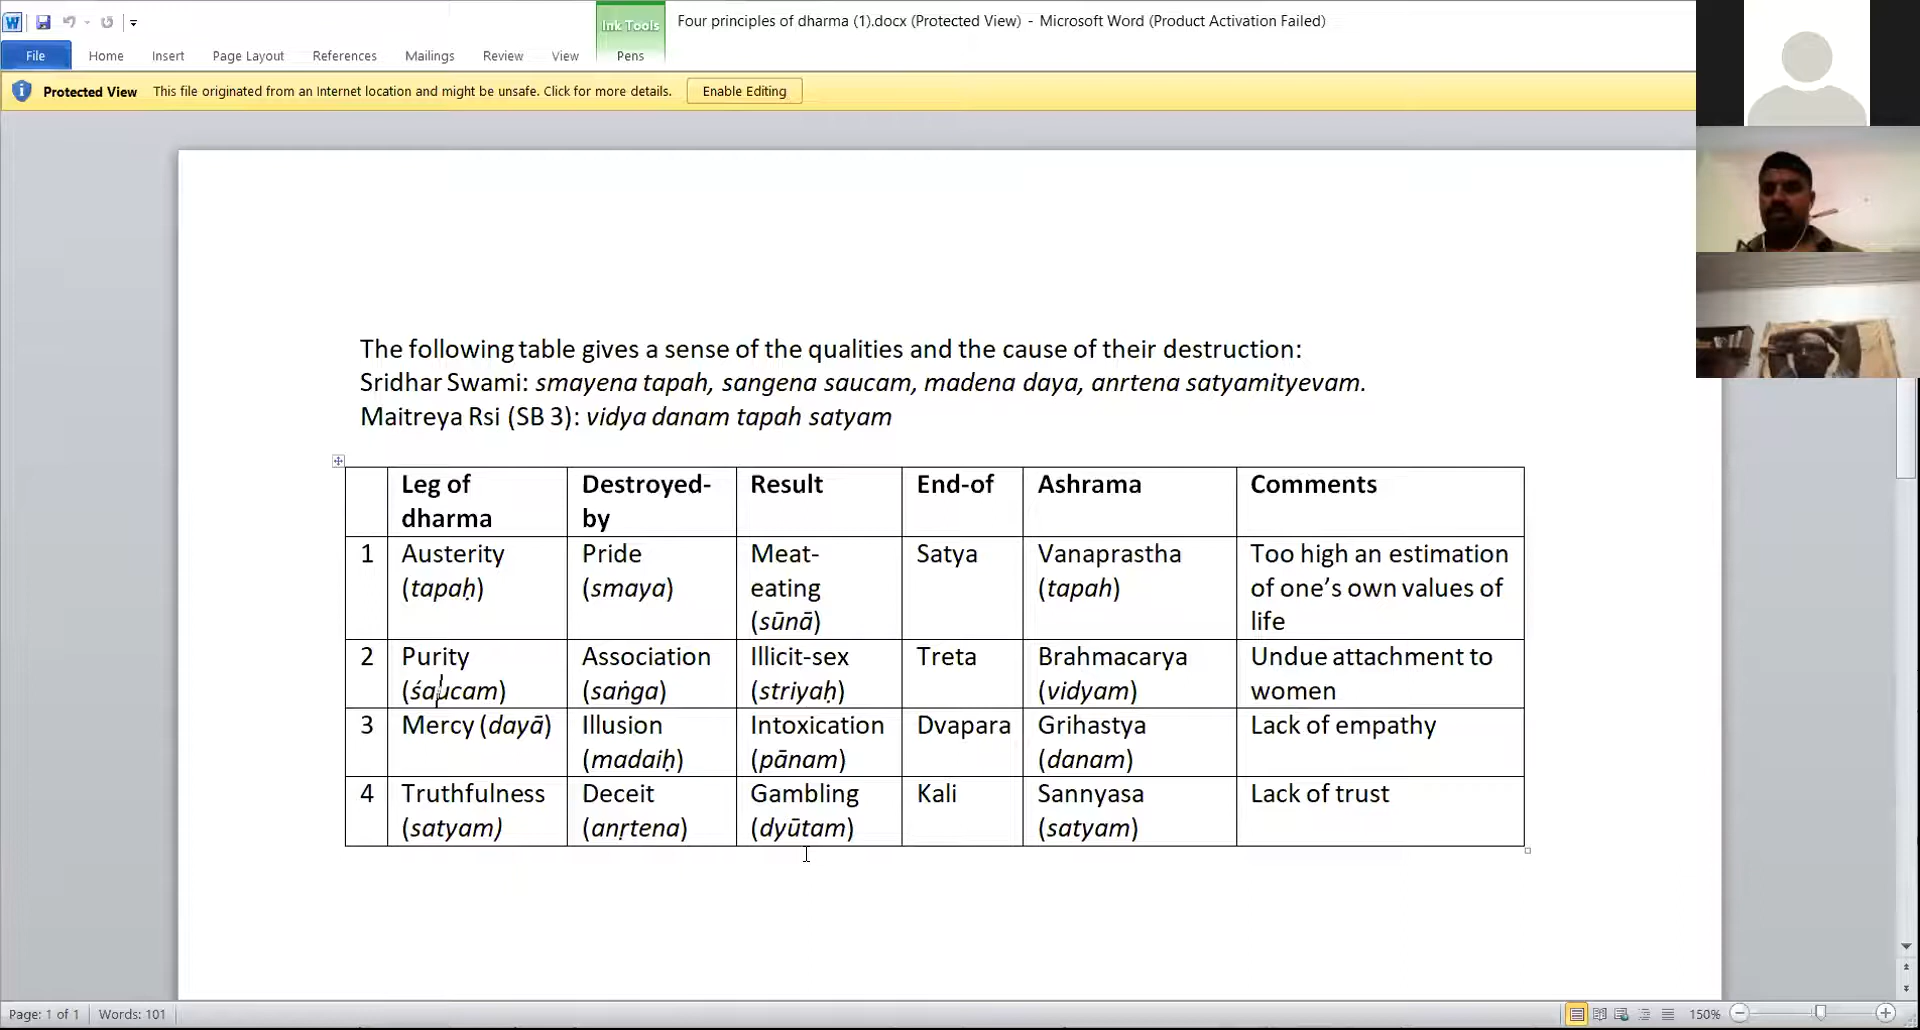 Four principles of dharma (1).docx (Protected View) - Microsoft Word (Product Activation Failed)
Ink Tools
File Home Insert Page Layout References Mailings Review View Pens
Protected View This file originated from an Internet location and might be unsafe. Click for more details. Enable Editing
The following table gives a sense of the qualities and the cause of their destruction:
Sridhar Swami: smayena tapah, sangena saucam, madena daya, anrtena satyamityevam.
Maitreya Rsi (SB 3): vidya danam tapah satyam
Leg of dharma Destroyed-by Result End-of Ashrama Comments
1 Austerity (tapaḥ) Pride (smaya) Meat-eating (sūnā) Satya Vanaprastha (tapah) Too high an estimation of one’s own values of life
2 Purity (śaucam) Association (saṅga) Illicit-sex (striyaḥ) Treta Brahmacarya (vidyam) Undue attachment to women
3 Mercy (dayā) Illusion (madaiḥ) Intoxication (pānam) Dvapara Grihastya (danam) Lack of empathy
4 Truthfulness (satyam) Deceit (anṛtena) Gambling (dyūtam) Kali Sannyasa (satyam) Lack of trust
Page: 1 of 1 Words: 101 150%